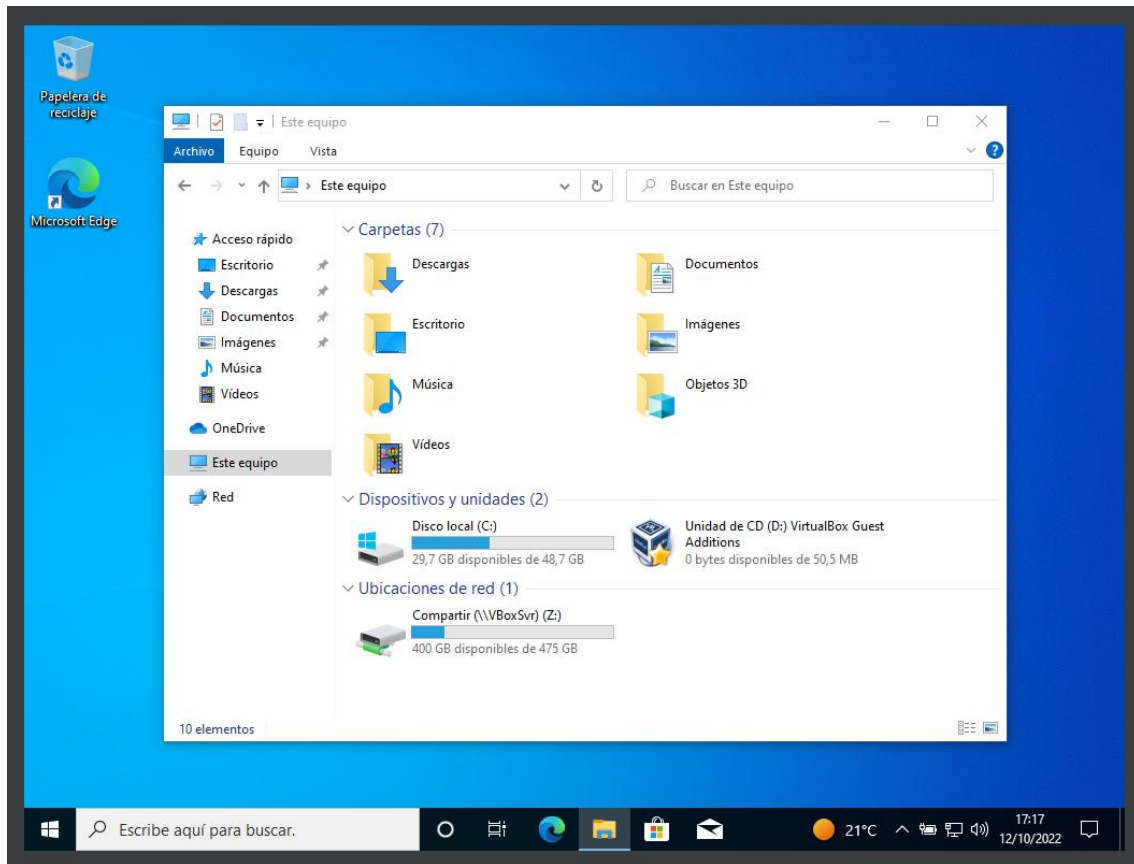 Papelera de
reciclaje
Microsoft Edge
Este equipo
Archivo Equipo Vista
Este equipo
Buscar en Este equipo
Acceso rápido
Escritorio
Descargas
Documentos
Imágenes
Música
Vídeos
OneDrive
Este equipo
Red
Carpetas (7)
Descargas
Documentos
Escritorio
Imágenes
Música
Objetos 3D
Vídeos
Dispositivos y unidades (2)
Disco local (C:)
29,7 GB disponibles de 48,7 GB
Unidad de CD (D:) VirtualBox Guest
Additions
0 bytes disponibles de 50,5 MB
Ubicaciones de red (1)
Compartir (\\VBoxSvr) (Z:)
400 GB disponibles de 475 GB
10 elementos
Escribe aquí para buscar.
21°C
17:17
12/10/2022